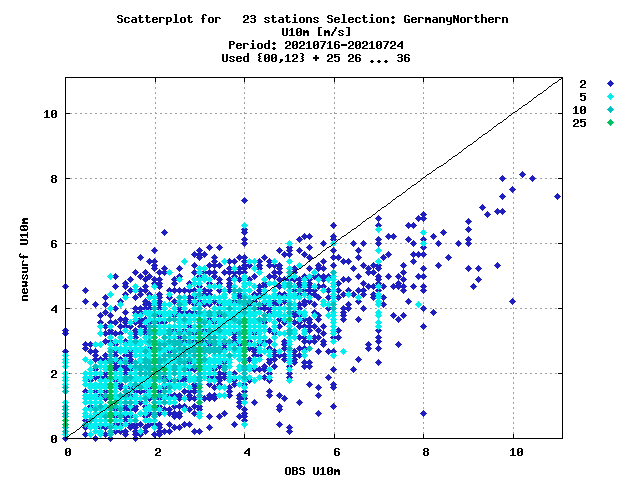 Scatterplot for   23 stations Selection: GermanyNorthern
U10m [m/s]
Period: 20210716-20210724
Used {00,12} + 25 26 ... 36
2
5
10
25
10
8
6
4
2
0
newsurf U10m
0 2 4 6 8 10
OBS U10m